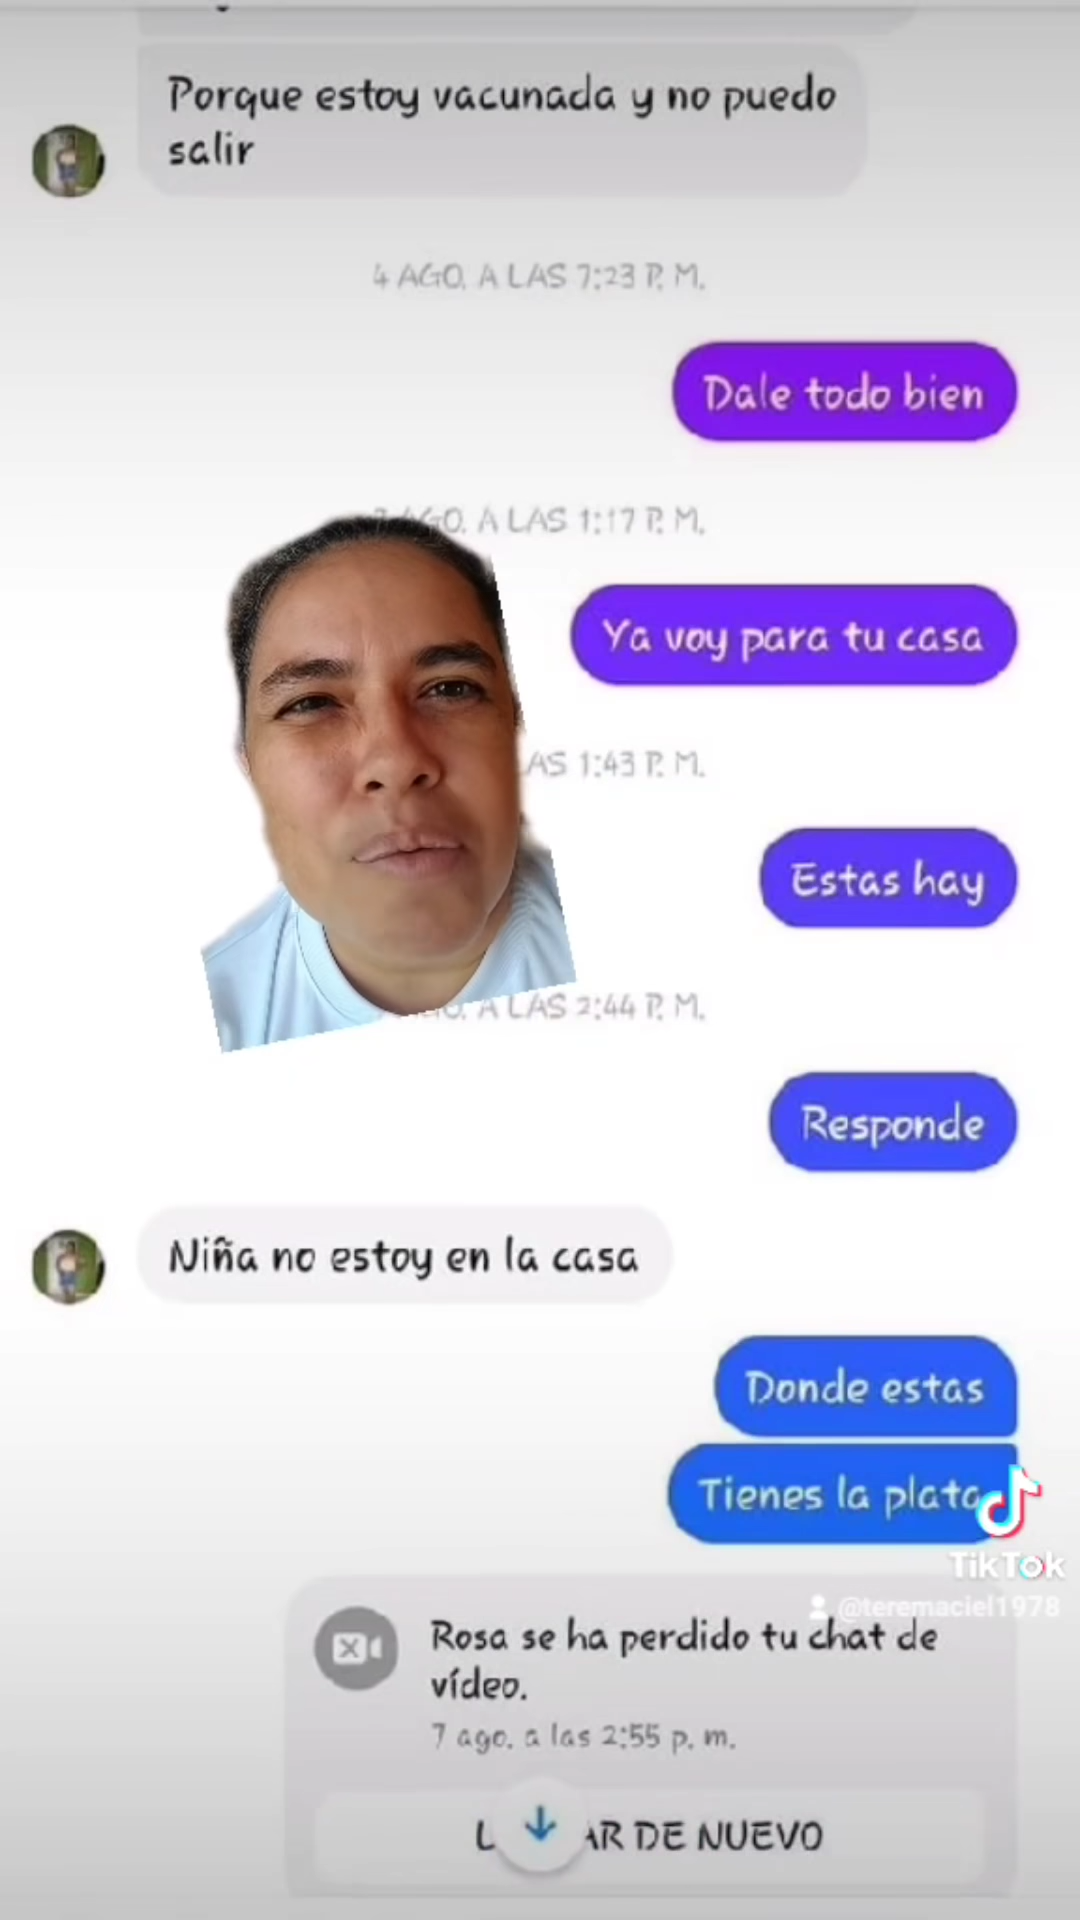 Porque estoy vacunada y no puedo
salir
4 AGO. A LAS 7:23 P. M.
Dale todo bien
AGO. A LAS 1:17 P. M.
Ya voy para tu casa
LAS 1:43 P. M.
Estas hay
A LAS 2:44 P. M.
Responde
Niña no estoy en la casa
Donde estas
Tienes la plata
TikTok
@teremaciel1978
Rosa se ha perdido tu chat de
vídeo.
7 ago. a las 2:55 p. m.
DE NUEVO